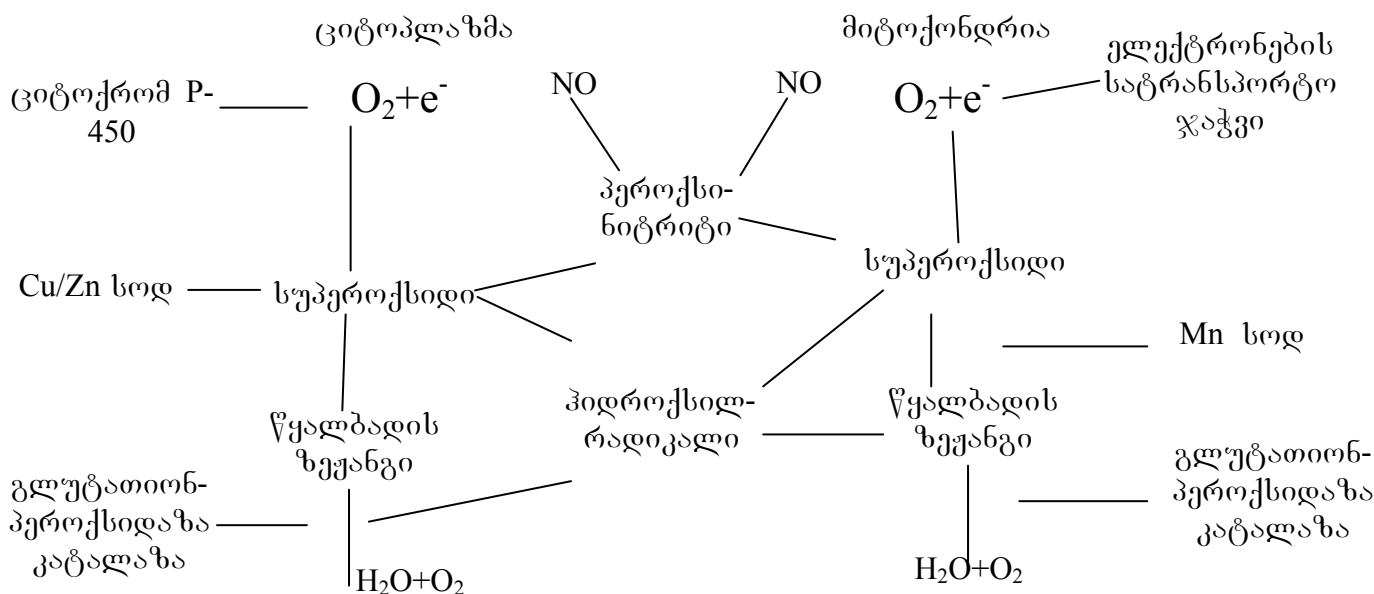 ციტოპლაზმა
მიტოქონდრია
ელექტრონების
სატრანსპორტო
ჯაჭვი
ციტოქრომ P-
450
O₂+e⁻
NO
NO
O₂+e⁻
პეროქსი-
ნიტრიტი
Cu/Zn სოდ
სუპეროქსიდი
სუპეროქსიდი
Mn სოდ
წყალბადის
ზეჟანგი
ჰიდროქსილ-
რადიკალი
წყალბადის
ზეჟანგი
გლუტათიონ-
პეროქსიდაზა
კატალაზა
გლუტათიონ-
პეროქსიდაზა
კატალაზა
H₂O+O₂
H₂O+O₂